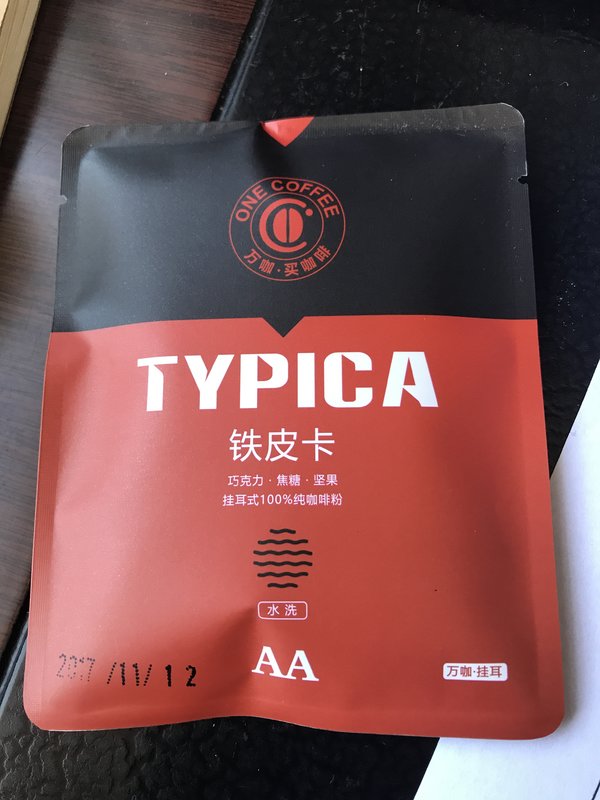 ONE COFFEE
万咖·买咖啡
TYPICA
铁皮卡
巧克力·焦糖·坚果
挂耳式100%纯咖啡粉
水洗
AA
万咖·挂耳
2017/11/12